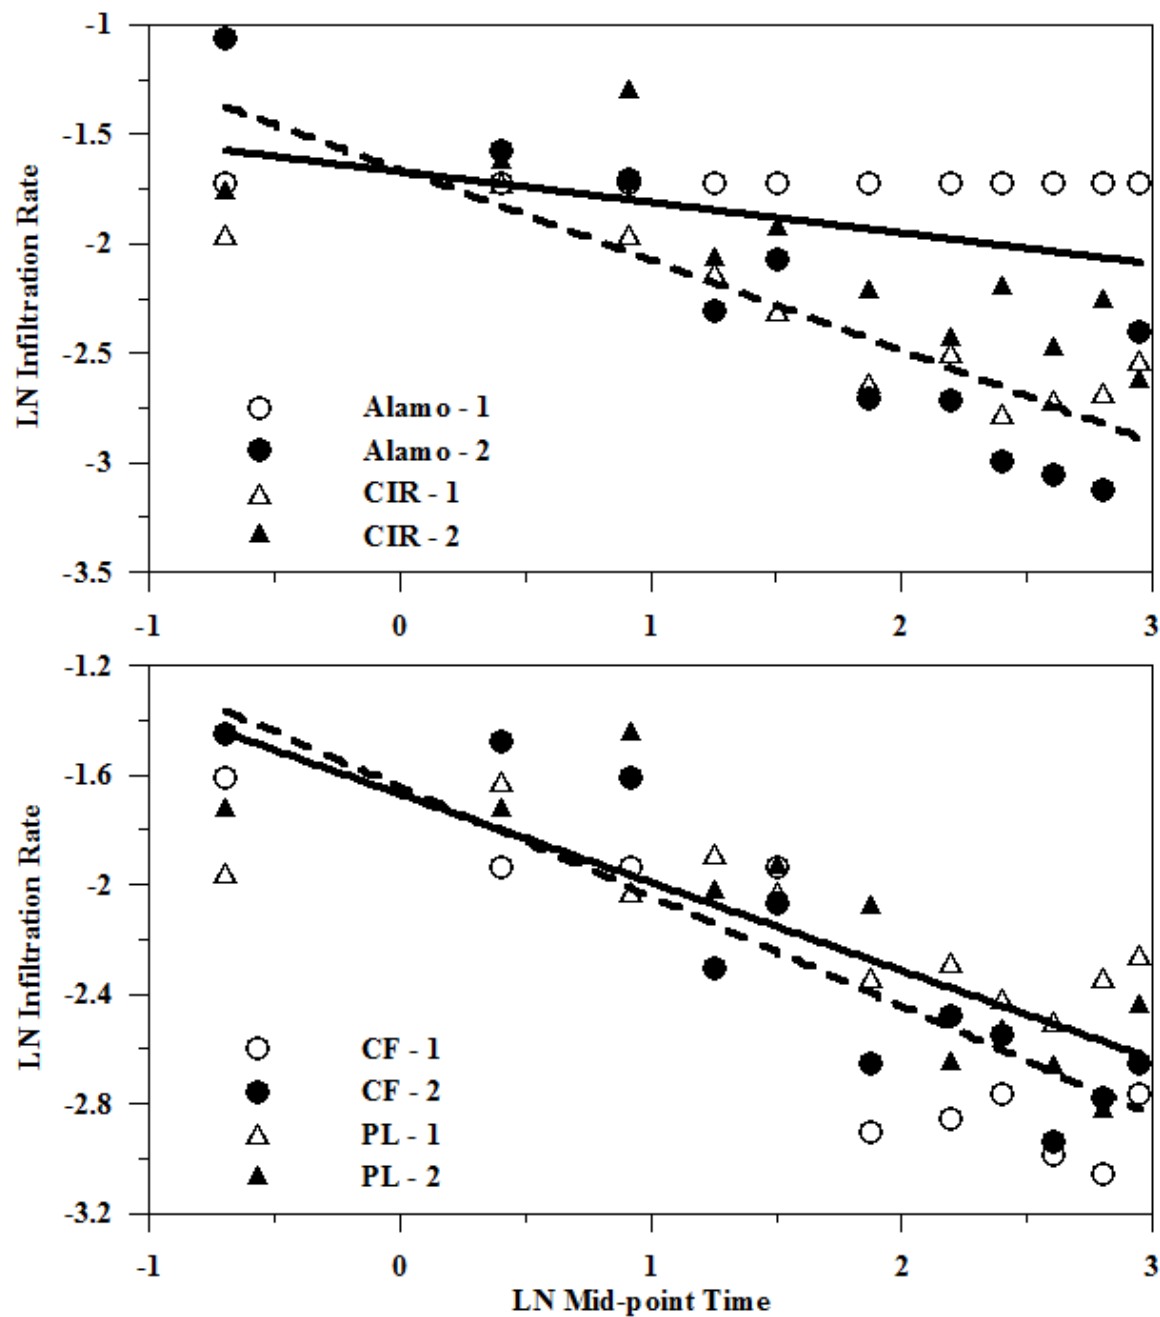 -1
-1.5
-2
-2.5
-3
-3.5
LN Infiltration Rate
Alamo - 1
Alamo - 2
CIR - 1
CIR - 2
-1 0 1 2 3
-1.2
-1.6
-2
-2.4
-2.8
-3.2
LN Infiltration Rate
CF - 1
CF - 2
PL - 1
PL - 2
-1 0 1 2 3
LN Mid-point Time